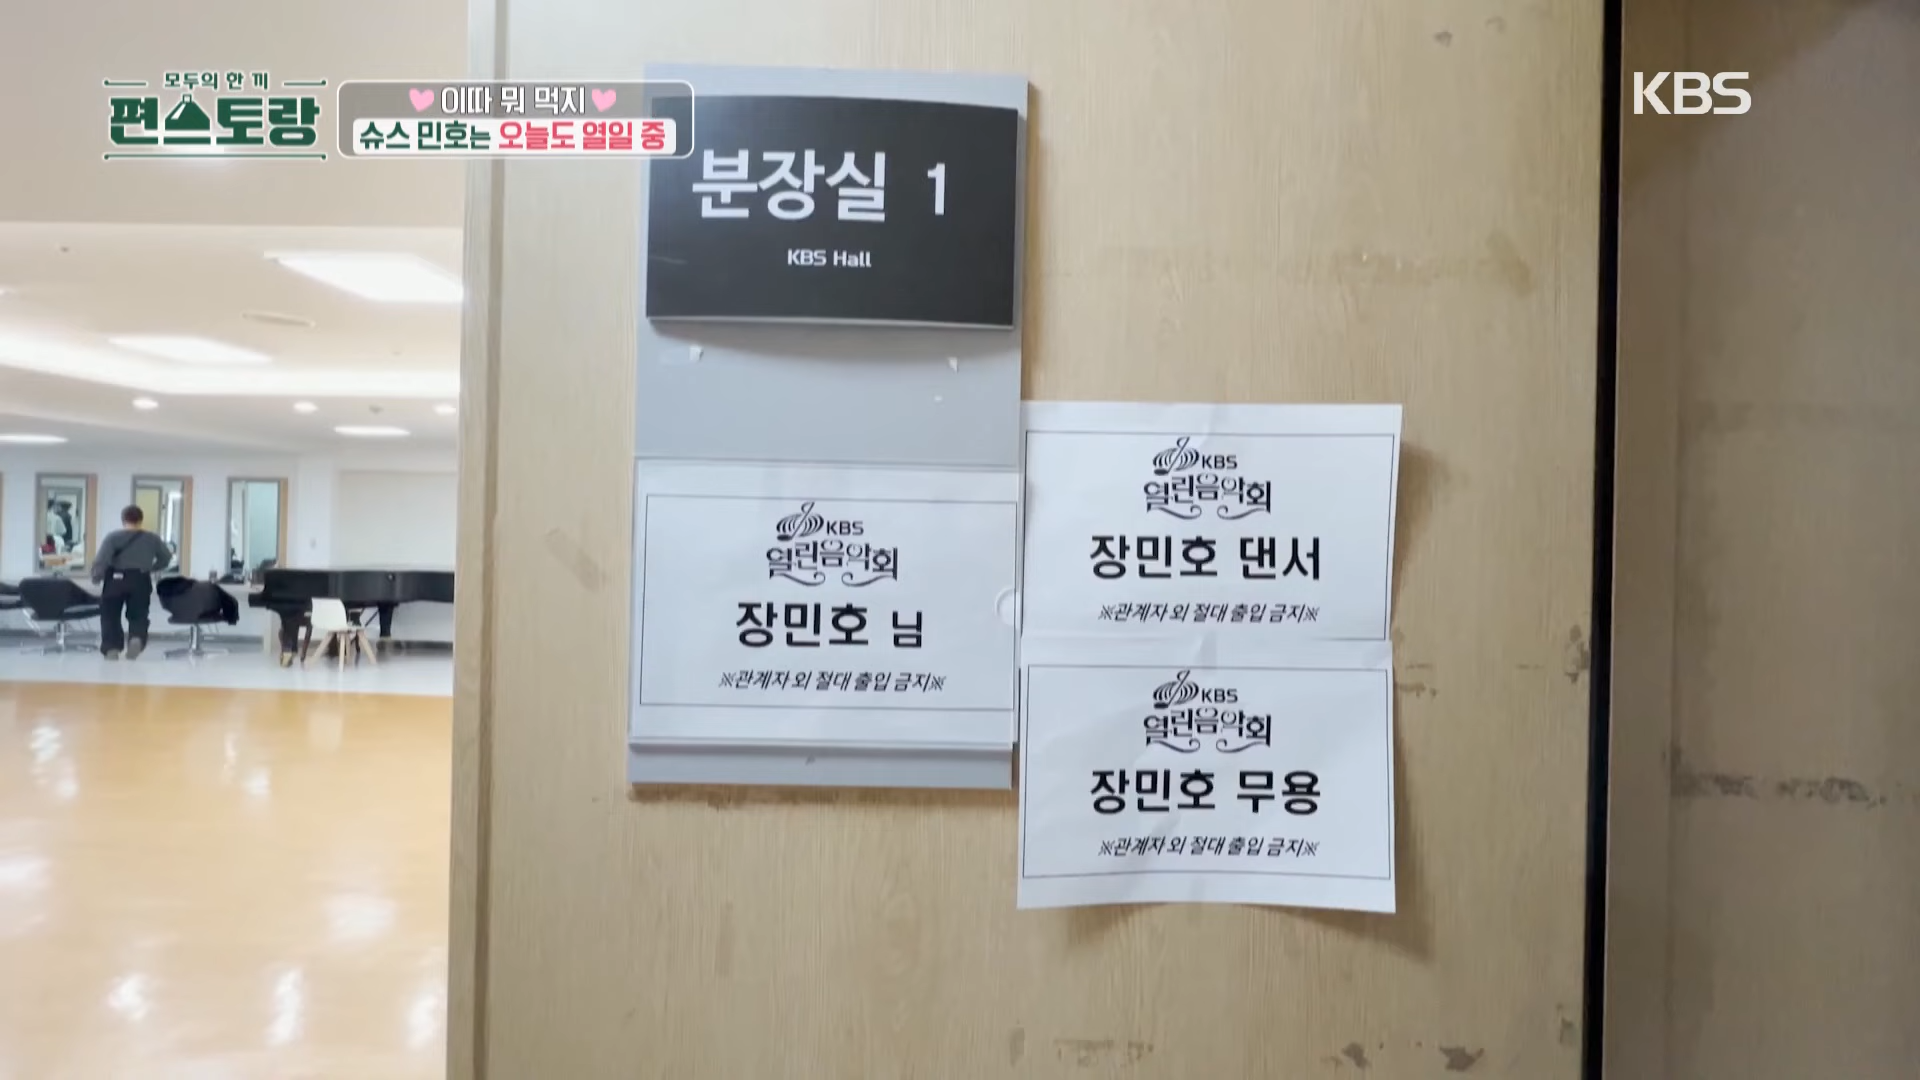 모두의 한 끼
편스토랑
이따 뭐 먹지
슈스 민호는 오늘도 열일 중
KBS
분장실 1
KBS Hall
KBS
열린음악회
장민호 님
※관계자 외 절대 출입 금지※
KBS
열린음악회
장민호 댄서
※관계자 외 절대 출입 금지※
KBS
열린음악회
장민호 무용
※관계자 외 절대 출입 금지※